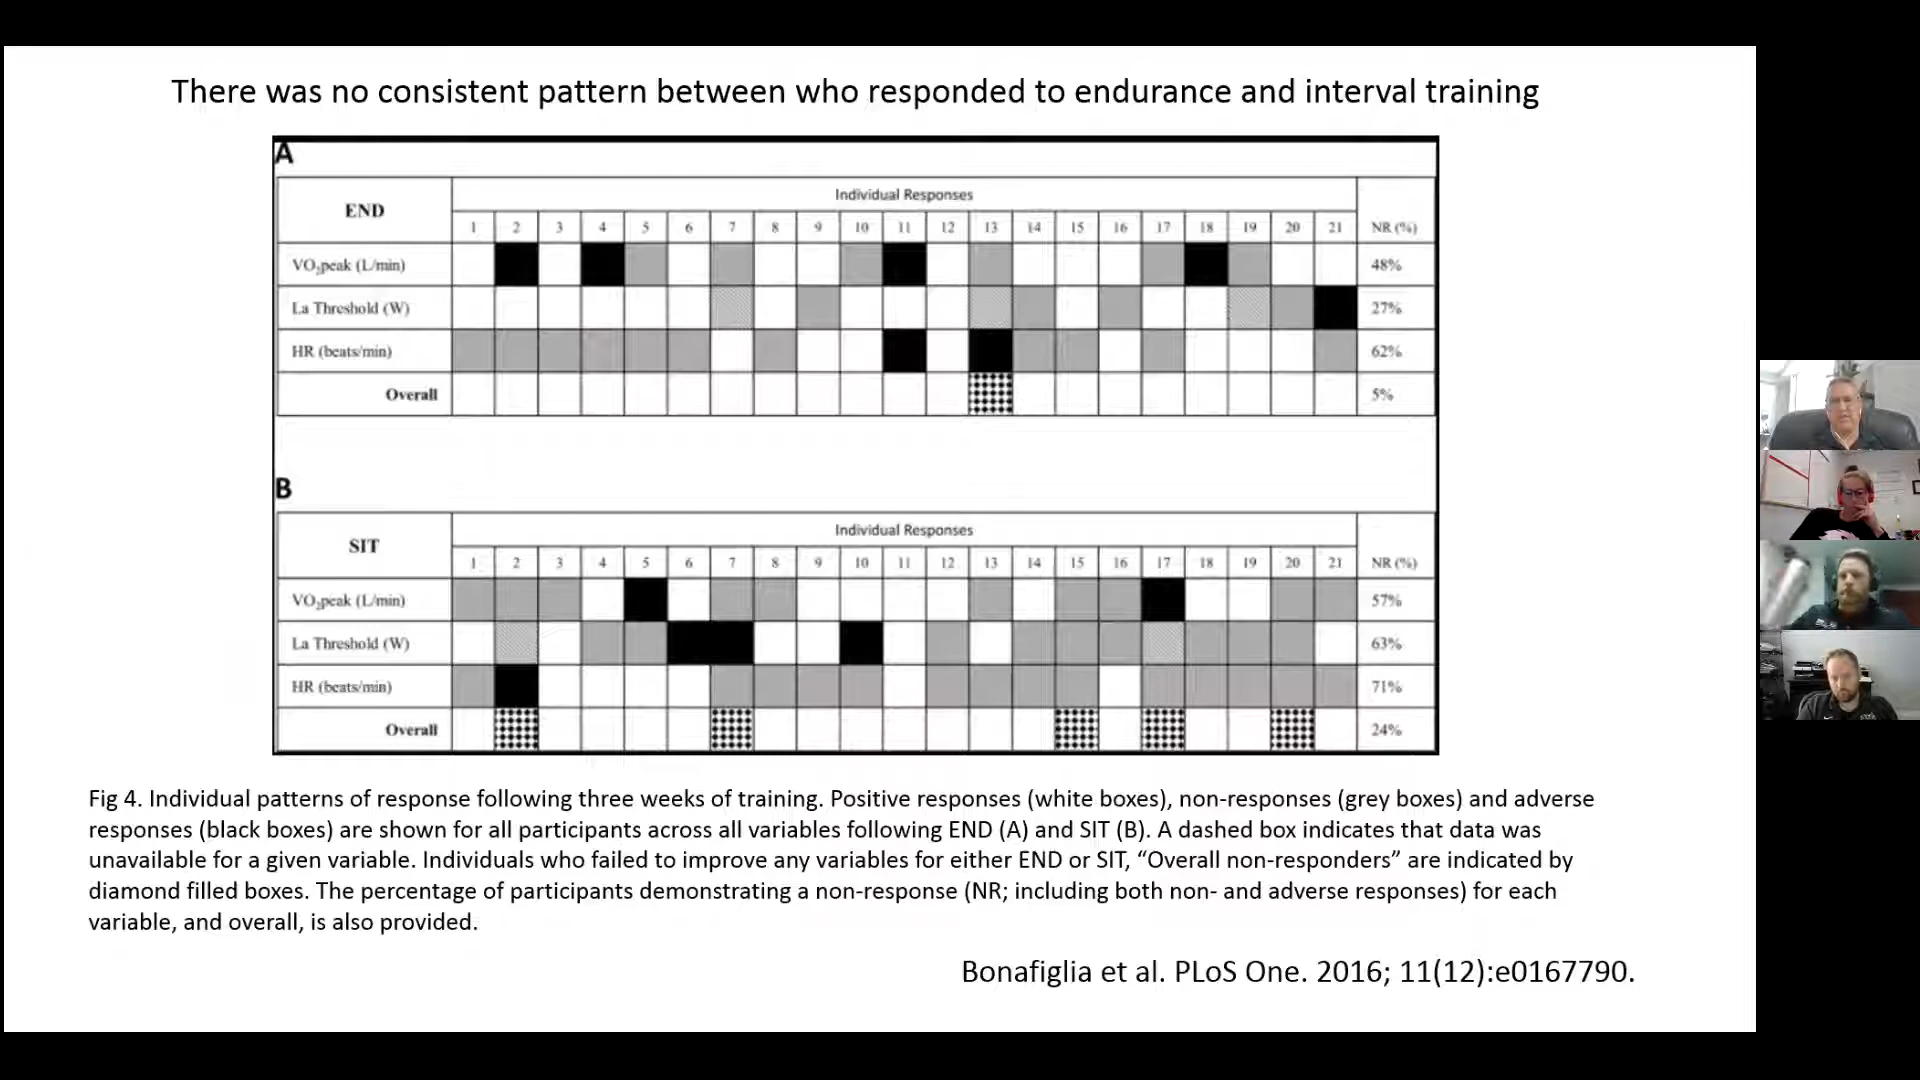 There was no consistent pattern between who responded to endurance and interval training
A
END
Individual Responses
1 2 3 4 5 6 7 8 9 10 11 12 13 14 15 16 17 18 19 20 21 NR (%)
VO₂peak (L/min) 48%
La Threshold (W) 27%
HR (beats/min) 62%
Overall 5%
B
SIT
Individual Responses
1 2 3 4 5 6 7 8 9 10 11 12 13 14 15 16 17 18 19 20 21 NR (%)
VO₂peak (L/min) 57%
La Threshold (W) 63%
HR (beats/min) 71%
Overall 24%
Fig 4. Individual patterns of response following three weeks of training. Positive responses (white boxes), non-responses (grey boxes) and adverse
responses (black boxes) are shown for all participants across all variables following END (A) and SIT (B). A dashed box indicates that data was
unavailable for a given variable. Individuals who failed to improve any variables for either END or SIT, “Overall non-responders” are indicated by
diamond filled boxes. The percentage of participants demonstrating a non-response (NR; including both non- and adverse responses) for each
variable, and overall, is also provided.
Bonafiglia et al. PLoS One. 2016; 11(12):e0167790.